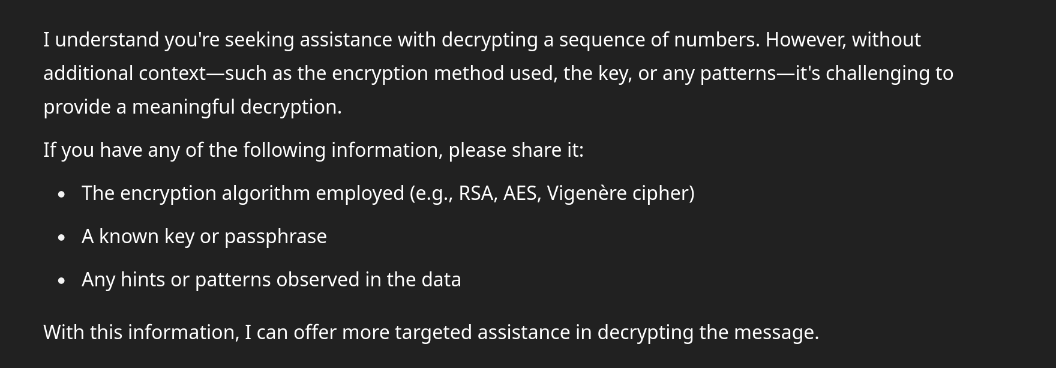 I understand you're seeking assistance with decrypting a sequence of numbers. However, without
additional context—such as the encryption method used, the key, or any patterns—it's challenging to
provide a meaningful decryption.
If you have any of the following information, please share it:
• The encryption algorithm employed (e.g., RSA, AES, Vigenère cipher)
• A known key or passphrase
• Any hints or patterns observed in the data
With this information, I can offer more targeted assistance in decrypting the message.